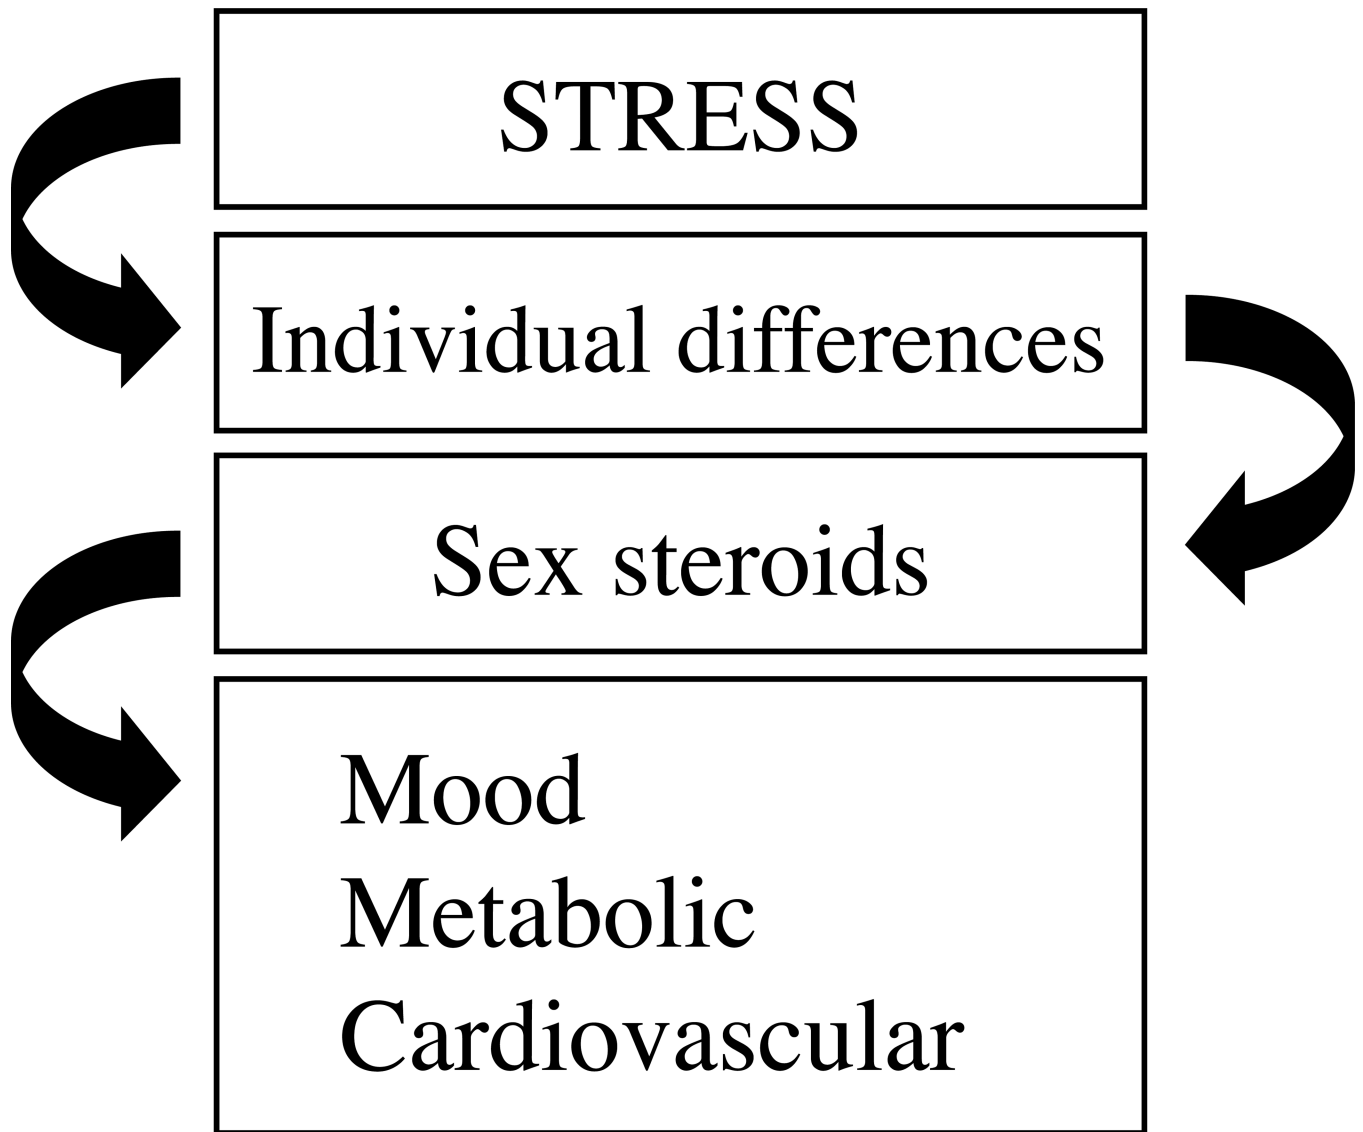 STRESS
Individual differences
Sex steroids
Mood
Metabolic
Cardiovascular